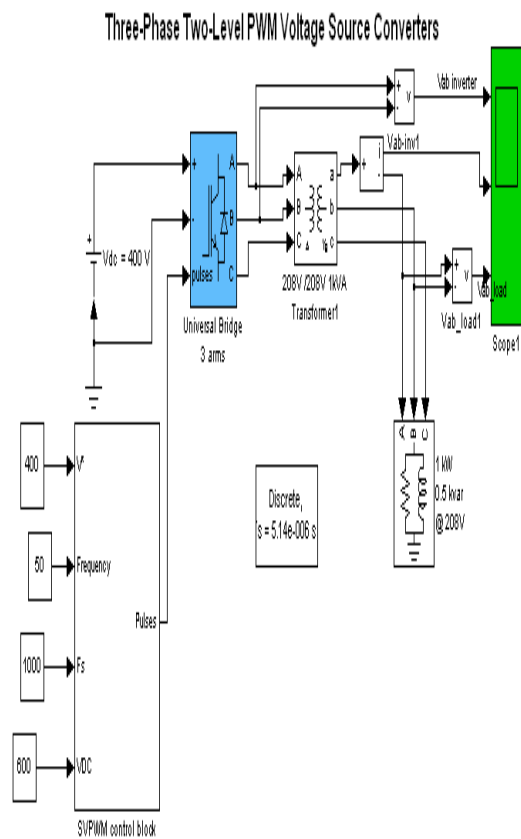 Three-Phase Two-Level PWM Voltage Source Converters
+
v
-
Vab inverter
Vab-inv1
+
-
pulses
A
B
C
Universal Bridge
3 arms
+
Vdc = 400 V
A
B
C
a
b
c
208V /208V 1kVA
Transformer1
+
i
-
+
v
-
Vab_load
Vab_load1
Scope1
A
B
C
1 kW
0.5 kvar
@ 208V
Discrete,
s = 5.14e-006 s
400
V*
50
Frequency
1000
Fs
600
VDC
Pulses
SVPWM control block